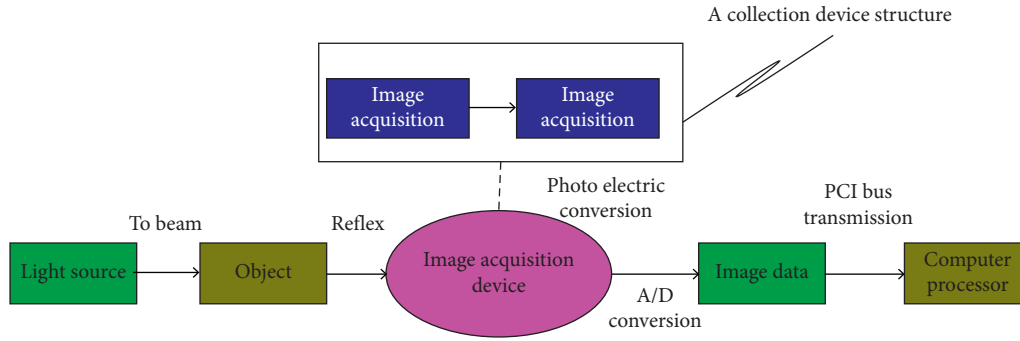 A collection device structure
Image
acquisition
Image
acquisition
Photo electric
conversion
PCI bus
transmission
To beam
Reflex
Light source
Object
Image acquisition
device
Image data
Computer
processor
A/D
conversion